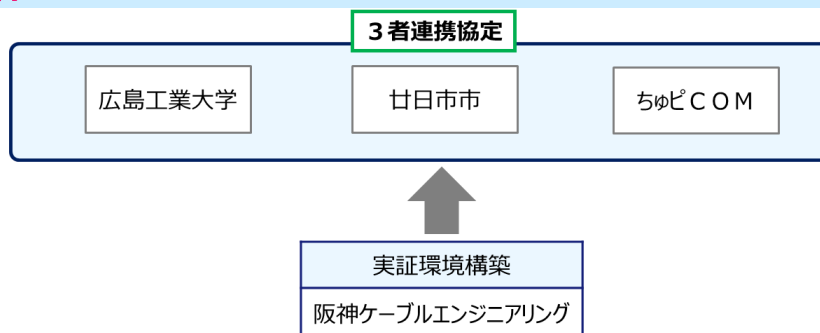 ３者連携協定
広島工業大学
廿日市市
ちゅピＣＯＭ
実証環境構築
阪神ケーブルエンジニアリング